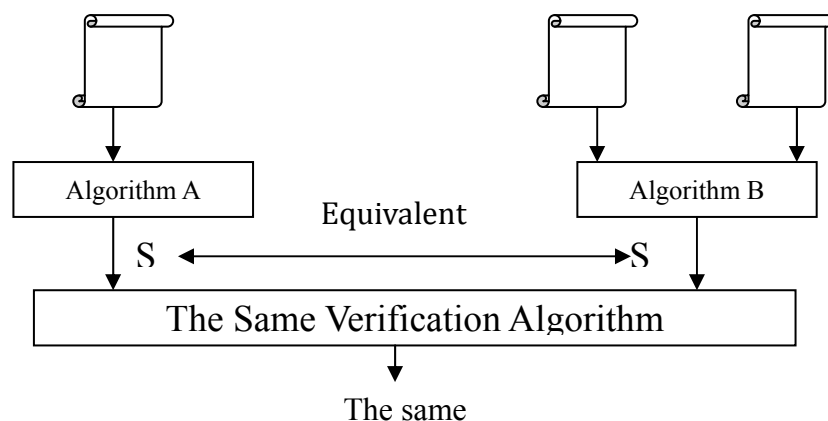 Algorithm A
Algorithm B
Equivalent
S
S
The Same Verification Algorithm
The same